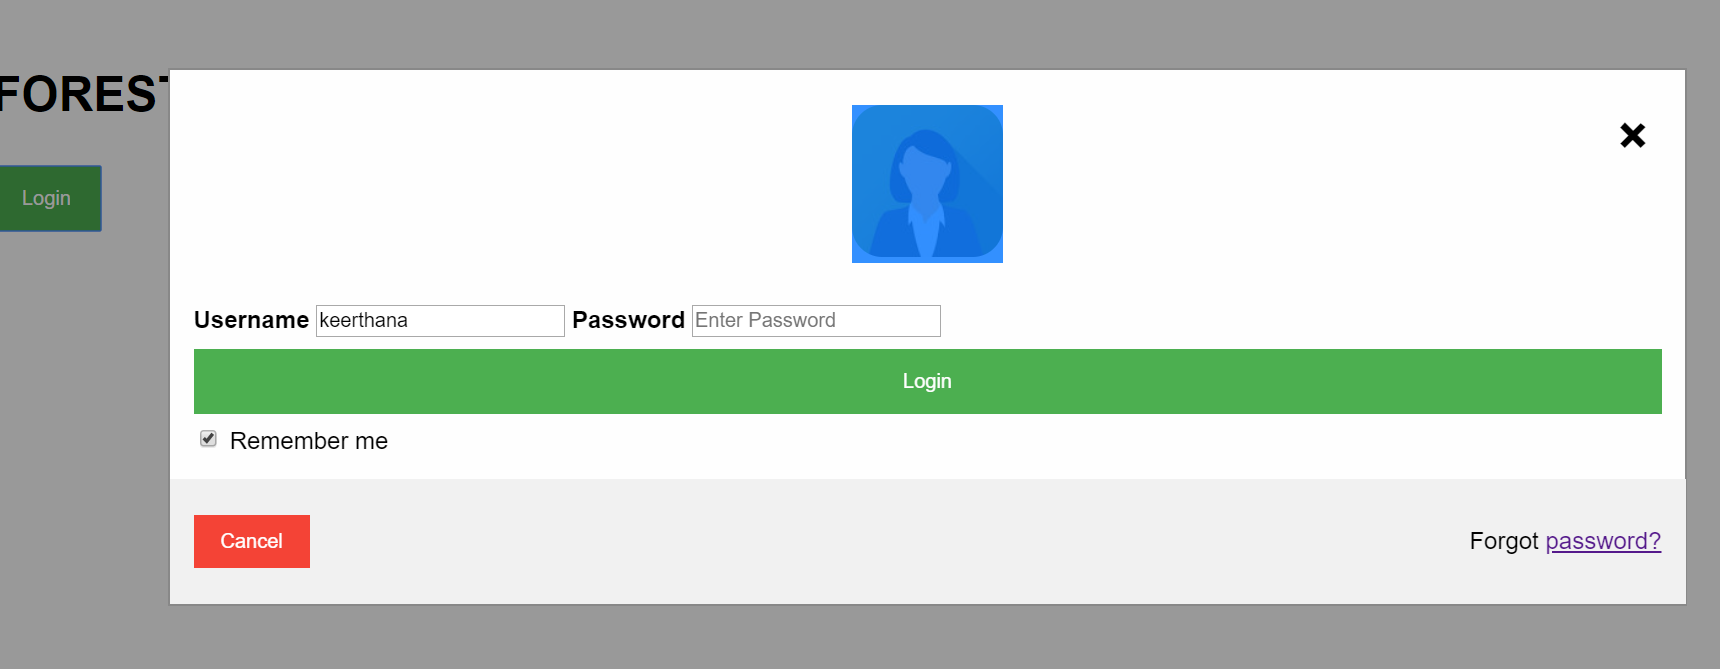 FOREST
Login
Username keerthana Password Enter Password
Login
Remember me
Cancel
Forgot password?